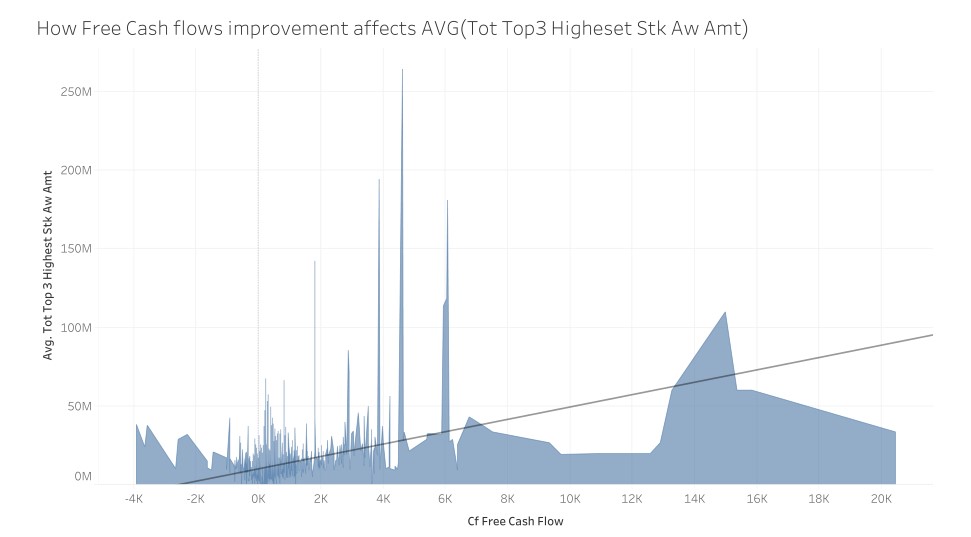 How Free Cash flows improvement affects AVG(Tot Top3 Higheset Stk Aw Amt)
Avg. Tot Top 3 Highest Stk Aw Amt
250M
200M
150M
100M
50M
0M
-4K -2K 0K 2K 4K 6K 8K 10K 12K 14K 16K 18K 20K
Cf Free Cash Flow